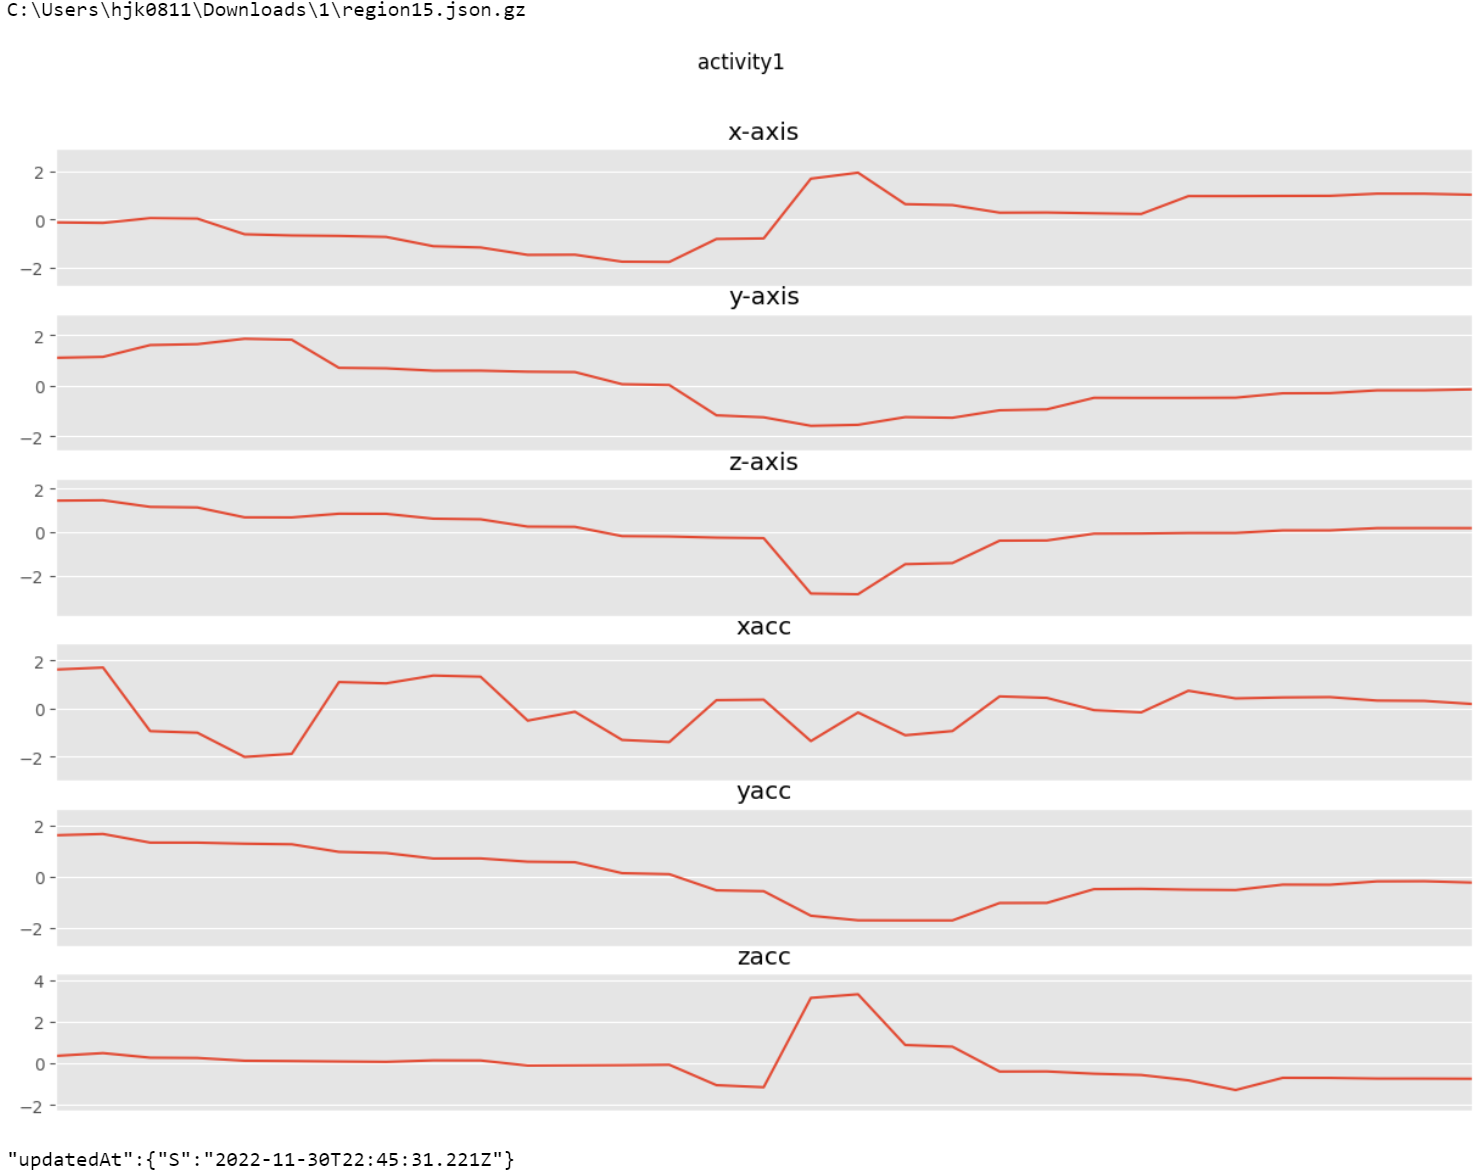 C:\Users\hjk0811\Downloads\1\region15.json.gz
activity1
x-axis
2
0
−2
y-axis
2
0
−2
z-axis
2
0
−2
xacc
2
0
−2
yacc
2
0
−2
zacc
4
2
0
−2
"updatedAt":{"S":"2022-11-30T22:45:31.221Z"}